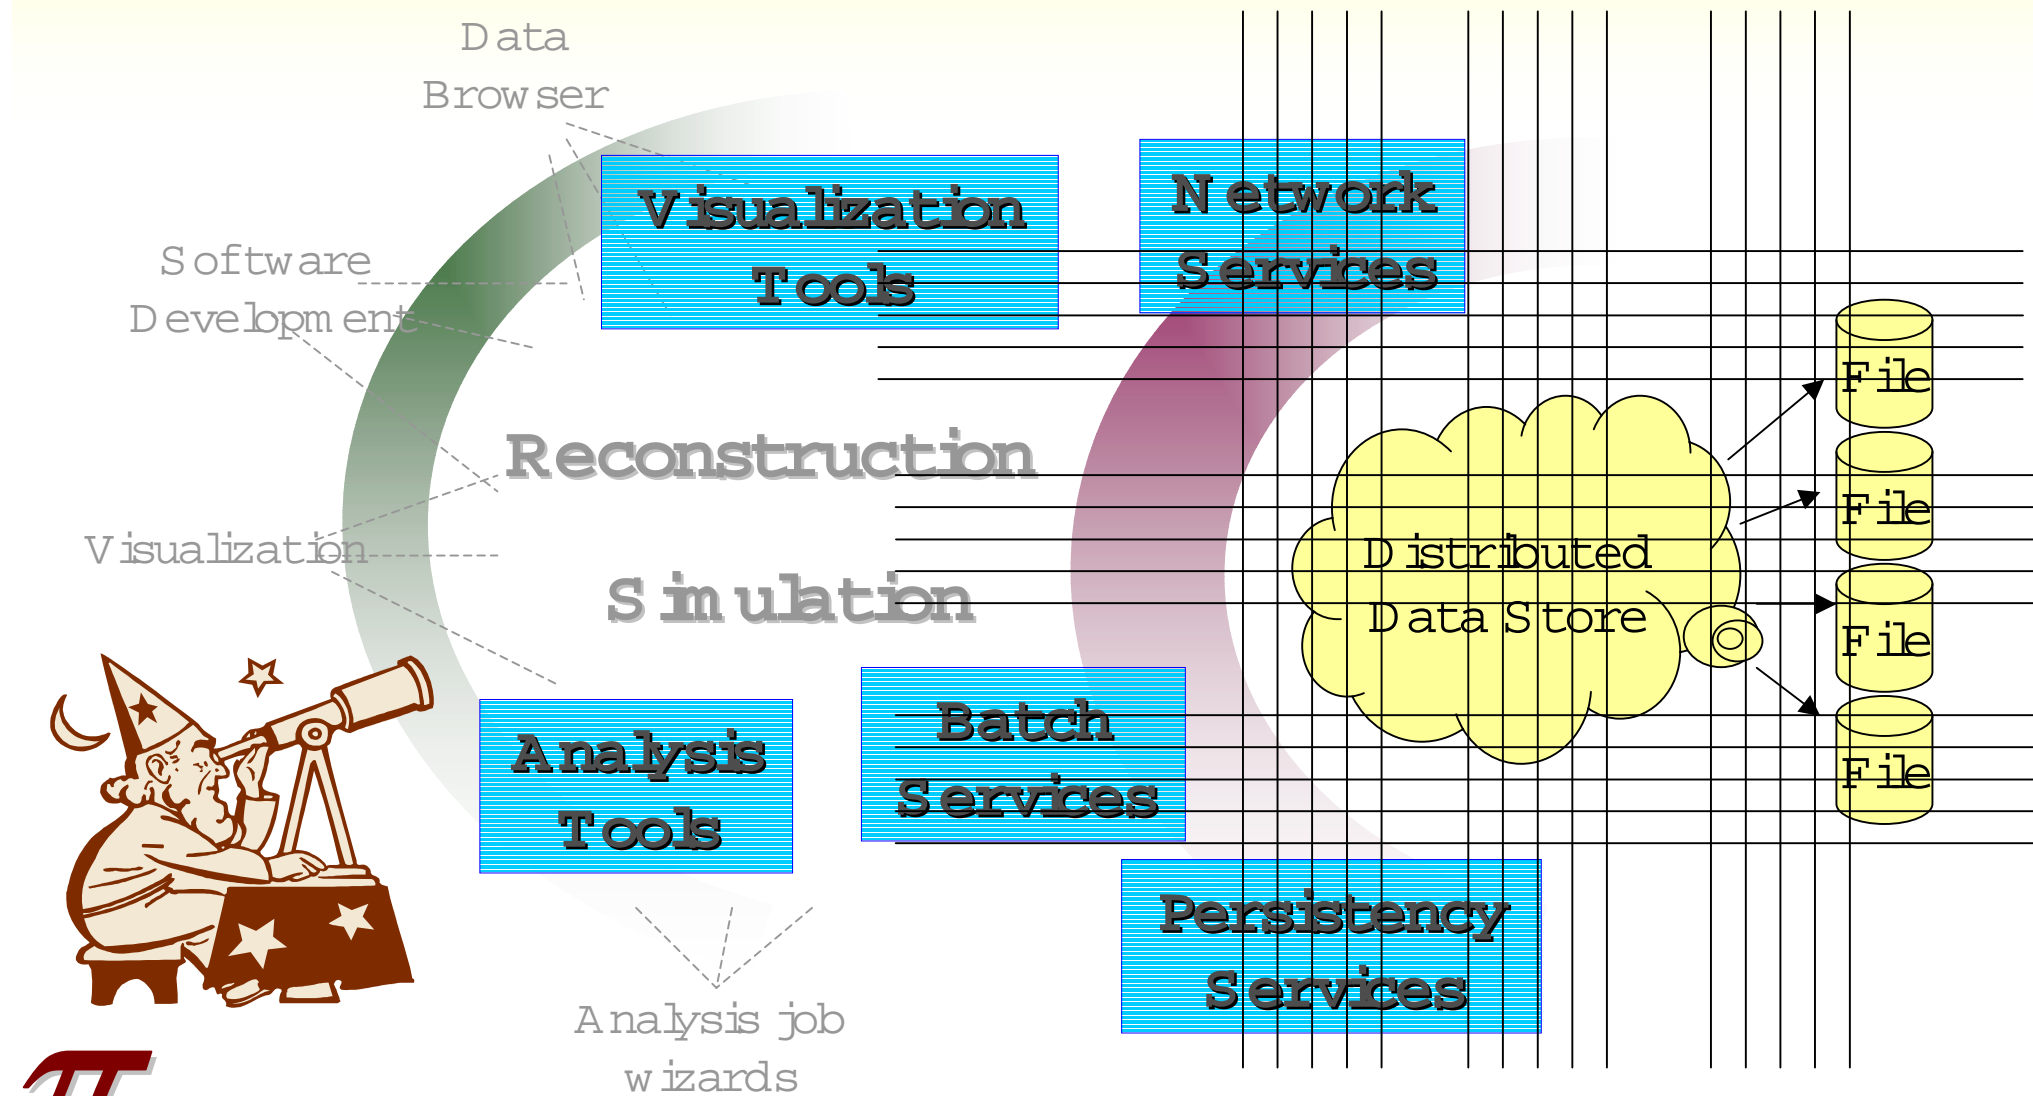 Data
Browser
Visualization
Tools
Network
Services
Software
Development
File
Reconstruction
File
Visualization
Distributed
Data Store
Simulation
File
Batch
Services
Analysis
Tools
File
Persistency
Services
Analysis job
wizards
π